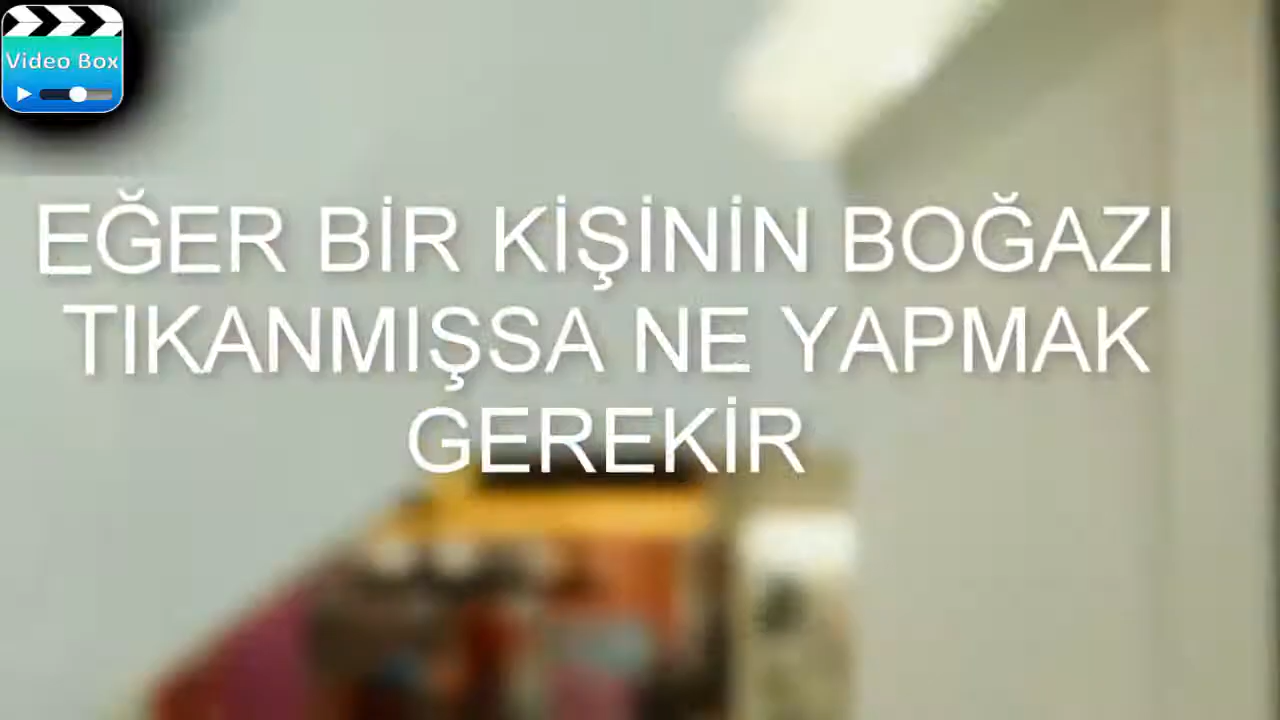 Video Box
EĞER BİR KİŞİNİN BOĞAZI
TIKANMIŞSA NE YAPMAK
GEREKİR